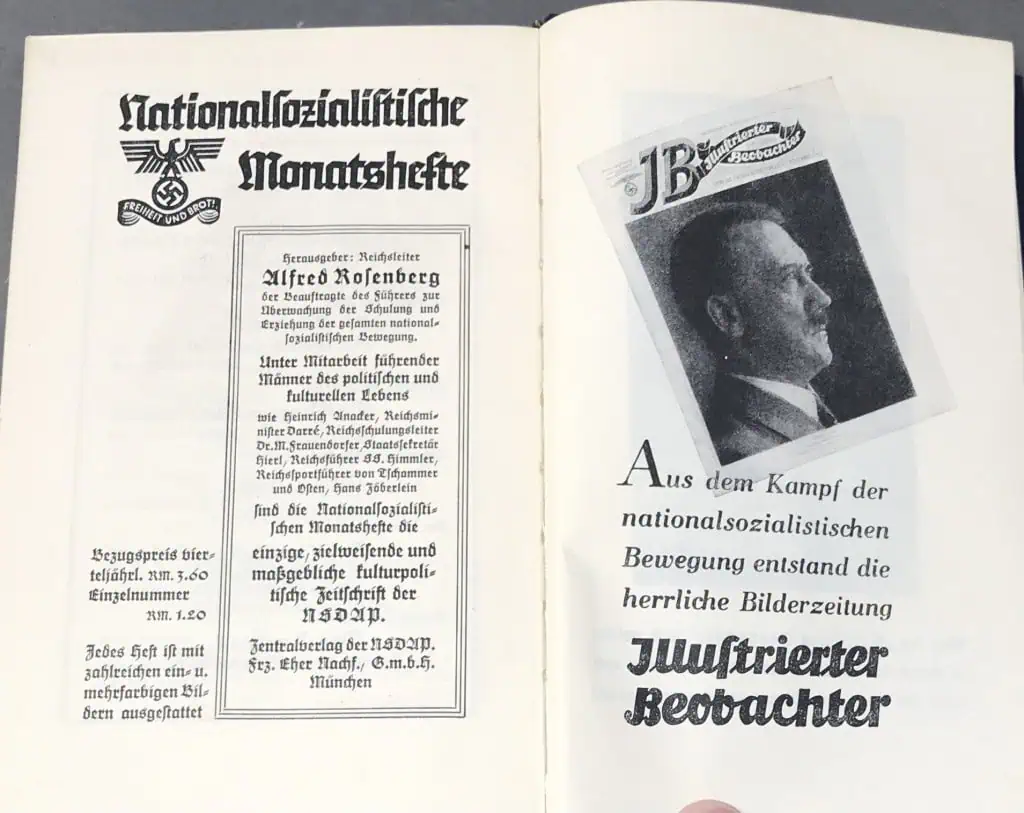 Nationalsozialistische
Monatshefte
FREIHEIT UND BROT!
Herausgeber: Reichsleiter
Alfred Rosenberg
der Beauftragte des Führers zur
Überwachung der Schulung und
Erziehung der gesamten national-
sozialistischen Bewegung.
Unter Mitarbeit führender
Männer des politischen und
kulturellen Lebens
wie Heinrich Anacker, Reichsmi-
nister Darré, Reichsschulungsleiter
Dr. M. Frauendorfer, Staatssekretär
Hierl, Reichsführer SS. Himmler,
Reichssportführer von Tschammer
und Osten, Hans Zöberlein
sind die Nationalsozialisti-
schen Monatshefte die
einzige, zielweisende und
maßgebliche kulturpoli-
tische Zeitschrift der
NSDAP.
Zentralverlag der NSDAP.
Frz. Eher Nachf., G.m.b.H.
München
Bezugspreis vier-
teljährl. RM. 3.60
Einzelnummer
RM. 1.20
Jedes Heft ist mit
zahlreichen ein- u.
mehrfarbigen Bil-
dern ausgestattet
JB
Illustrierter
Beobachter
Aus dem Kampf der
nationalsozialistischen
Bewegung entstand die
herrliche Bilderzeitung
Illustrierter
Beobachter